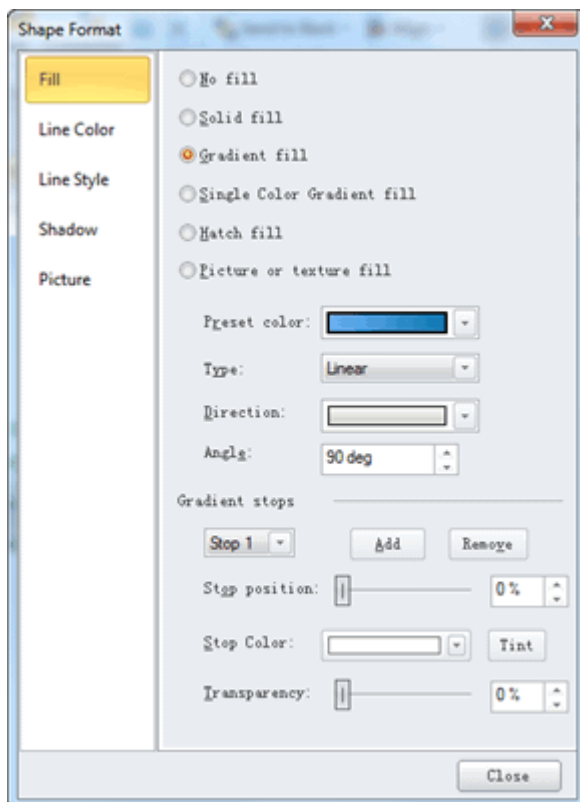 Shape Format
Fill
Line Color
Line Style
Shadow
Picture
No fill
Solid fill
Gradient fill
Single Color Gradient fill
Hatch fill
Picture or texture fill
Preset color:
Type: Linear
Direction:
Angle: 90 deg
Gradient stops
Stop 1 Add Remove
Stop position: 0 %
Stop Color: Tint
Transparency: 0 %
Close